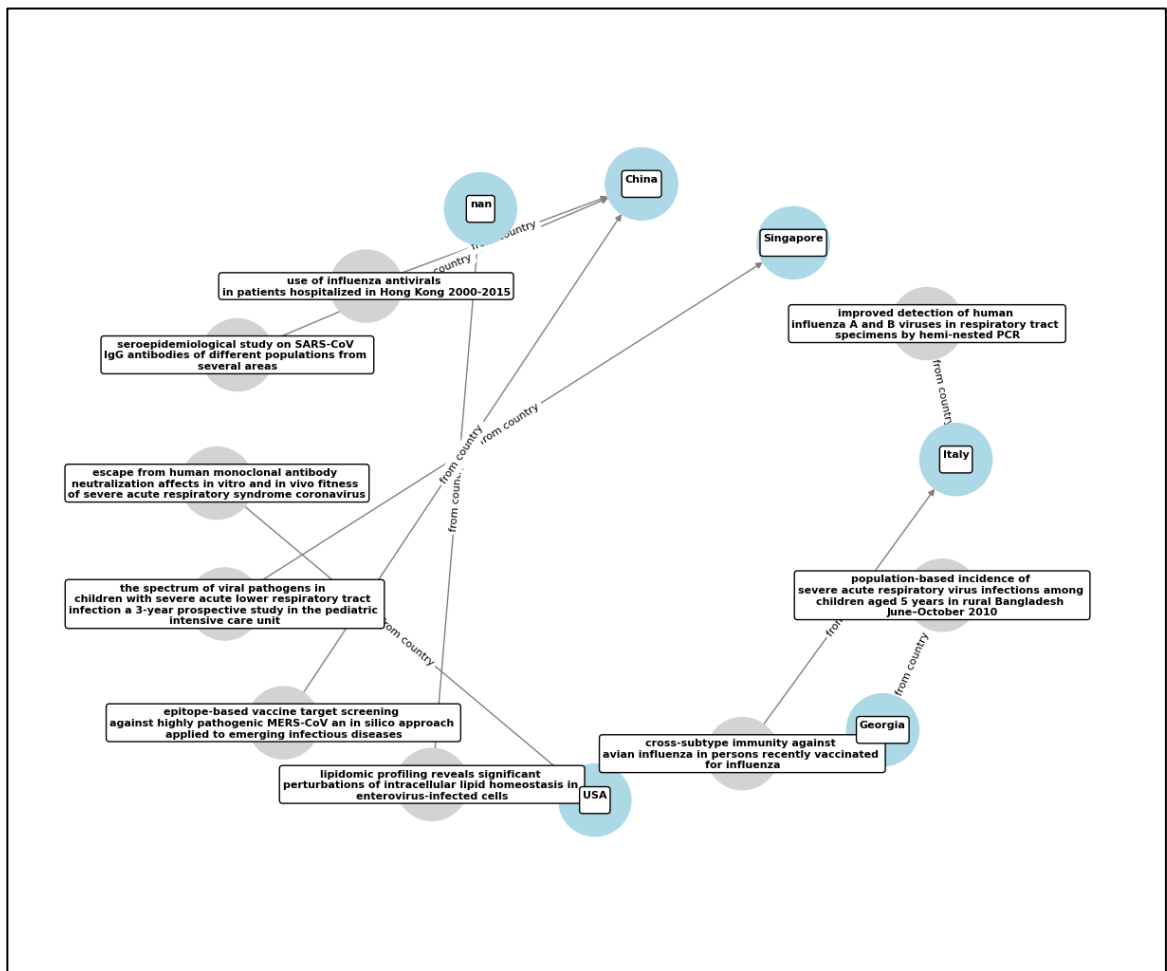 China
nan
Singapore
from country
country
use of influenza antivirals
in patients hospitalized in Hong Kong 2000-2015
improved detection of human
influenza A and B viruses in respiratory tract
specimens by hemi-nested PCR
seroepidemiological study on SARS-CoV
IgG antibodies of different populations from
several areas
from country
from country
from country
Italy
escape from human monoclonal antibody
neutralization affects in vitro and in vivo fitness
of severe acute respiratory syndrome coronavirus
from country
the spectrum of viral pathogens in
children with severe acute lower respiratory tract
infection a 3-year prospective study in the pediatric
intensive care unit
population-based incidence of
severe acute respiratory virus infections among
children aged 5 years in rural Bangladesh
June–October 2010
from country
from
from country
epitope-based vaccine target screening
against highly pathogenic MERS-CoV an in silico approach
applied to emerging infectious diseases
Georgia
cross-subtype immunity against
avian influenza in persons recently vaccinated
for influenza
lipidomic profiling reveals significant
perturbations of intracellular lipid homeostasis in
enterovirus-infected cells
USA